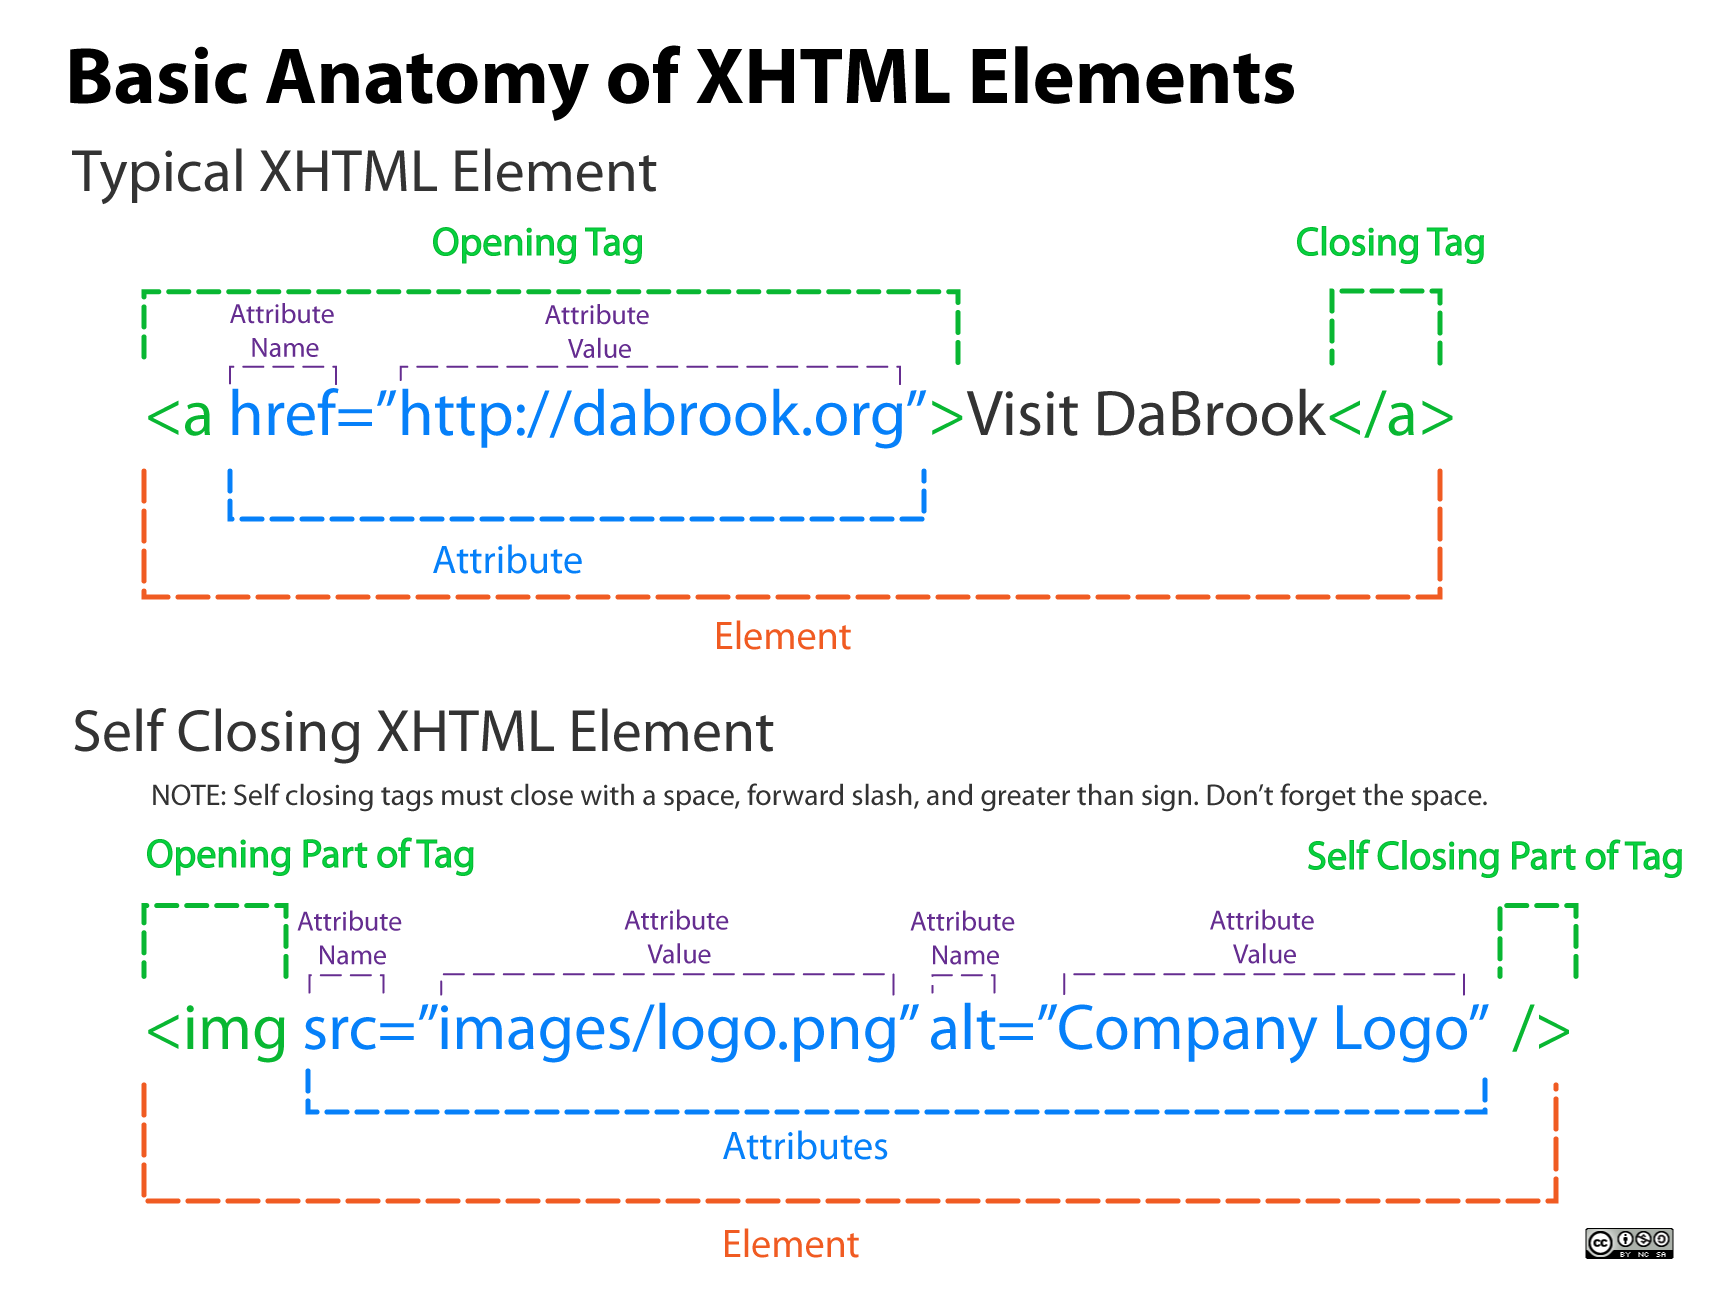 Basic Anatomy of XHTML Elements
Typical XHTML Element
Opening Tag
Closing Tag
Attribute
Name
Attribute
Value
<a href=”http://dabrook.org”>Visit DaBrook</a>
Attribute
Element
Self Closing XHTML Element
NOTE: Self closing tags must close with a space, forward slash, and greater than sign. Don’t forget the space.
Opening Part of Tag
Self Closing Part of Tag
Attribute
Name
Attribute
Value
Attribute
Name
Attribute
Value
<img src=”images/logo.png” alt=”Company Logo” />
Attributes
Element
cc
BY NC SA